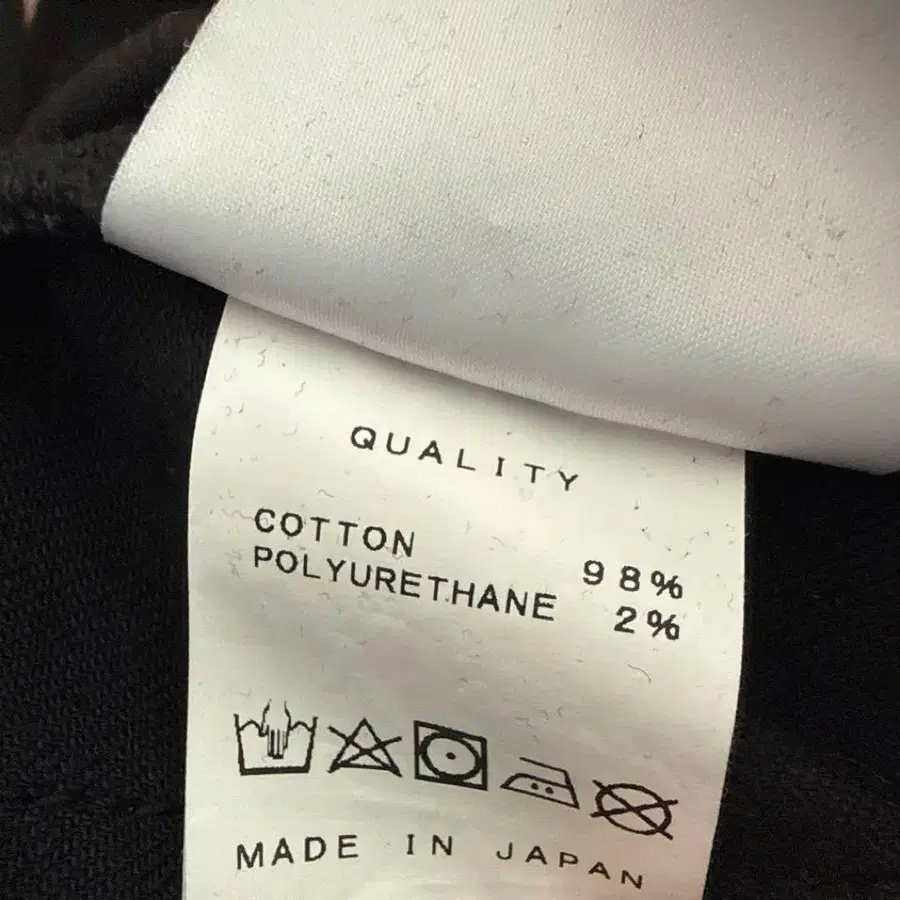 QUALITY
COTTON 98%
POLYURETHANE 2%
MADE IN JAPAN